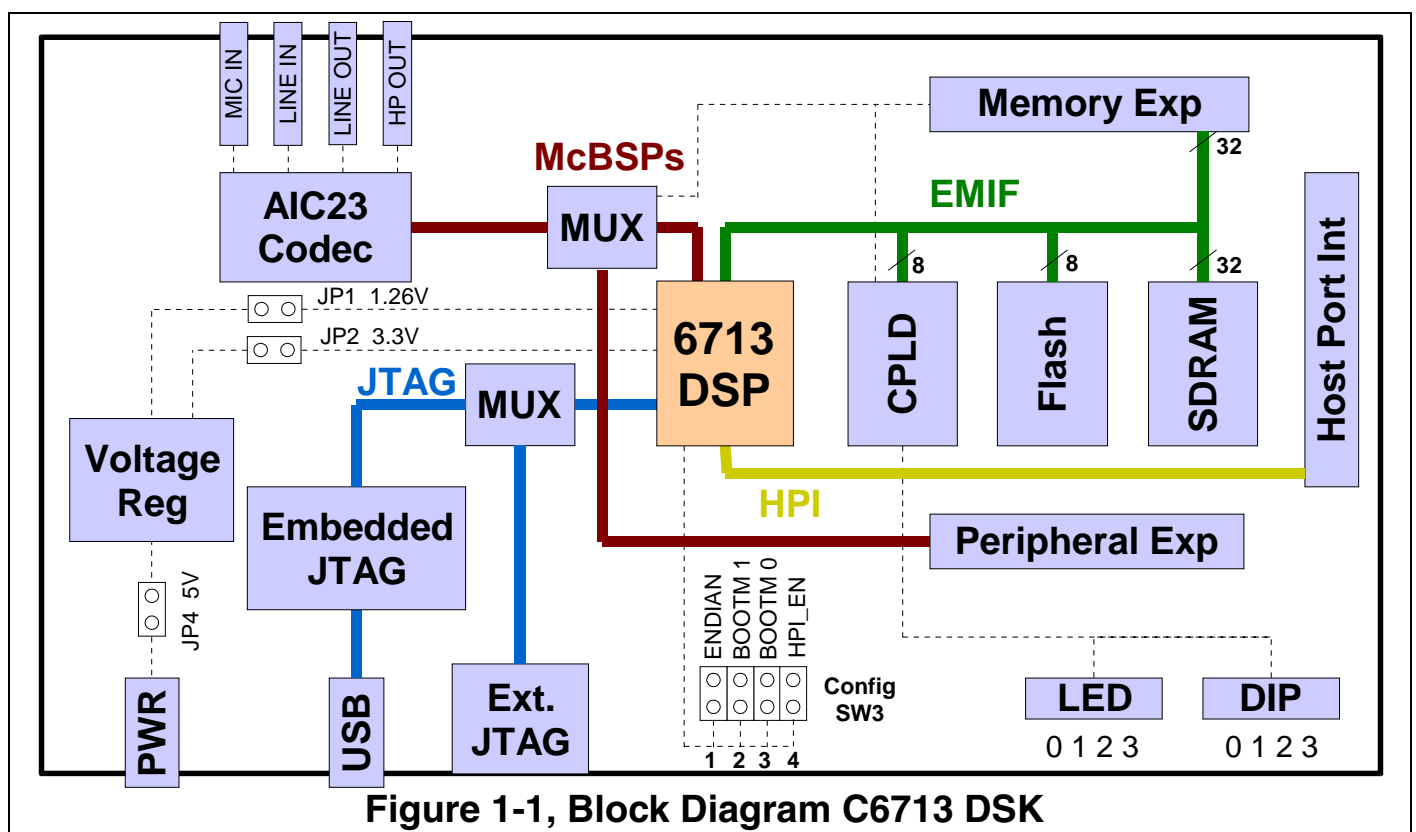 MIC IN
LINE IN
LINE OUT
HP OUT
Memory Exp
32
McBSPs
AIC23
Codec
MUX
EMIF
8
8
32
Host Port Int
JP1 1.26V
JP2 3.3V
6713
DSP
CPLD
Flash
SDRAM
JTAG
MUX
Voltage
Reg
HPI
Embedded
JTAG
Peripheral Exp
JP4 5V
ENDIAN
BOOTM 1
BOOTM 0
HPI_EN
Config
SW3
PWR
USB
Ext.
JTAG
1 2 3 4
LED
0 1 2 3
DIP
0 1 2 3
Figure 1-1, Block Diagram C6713 DSK